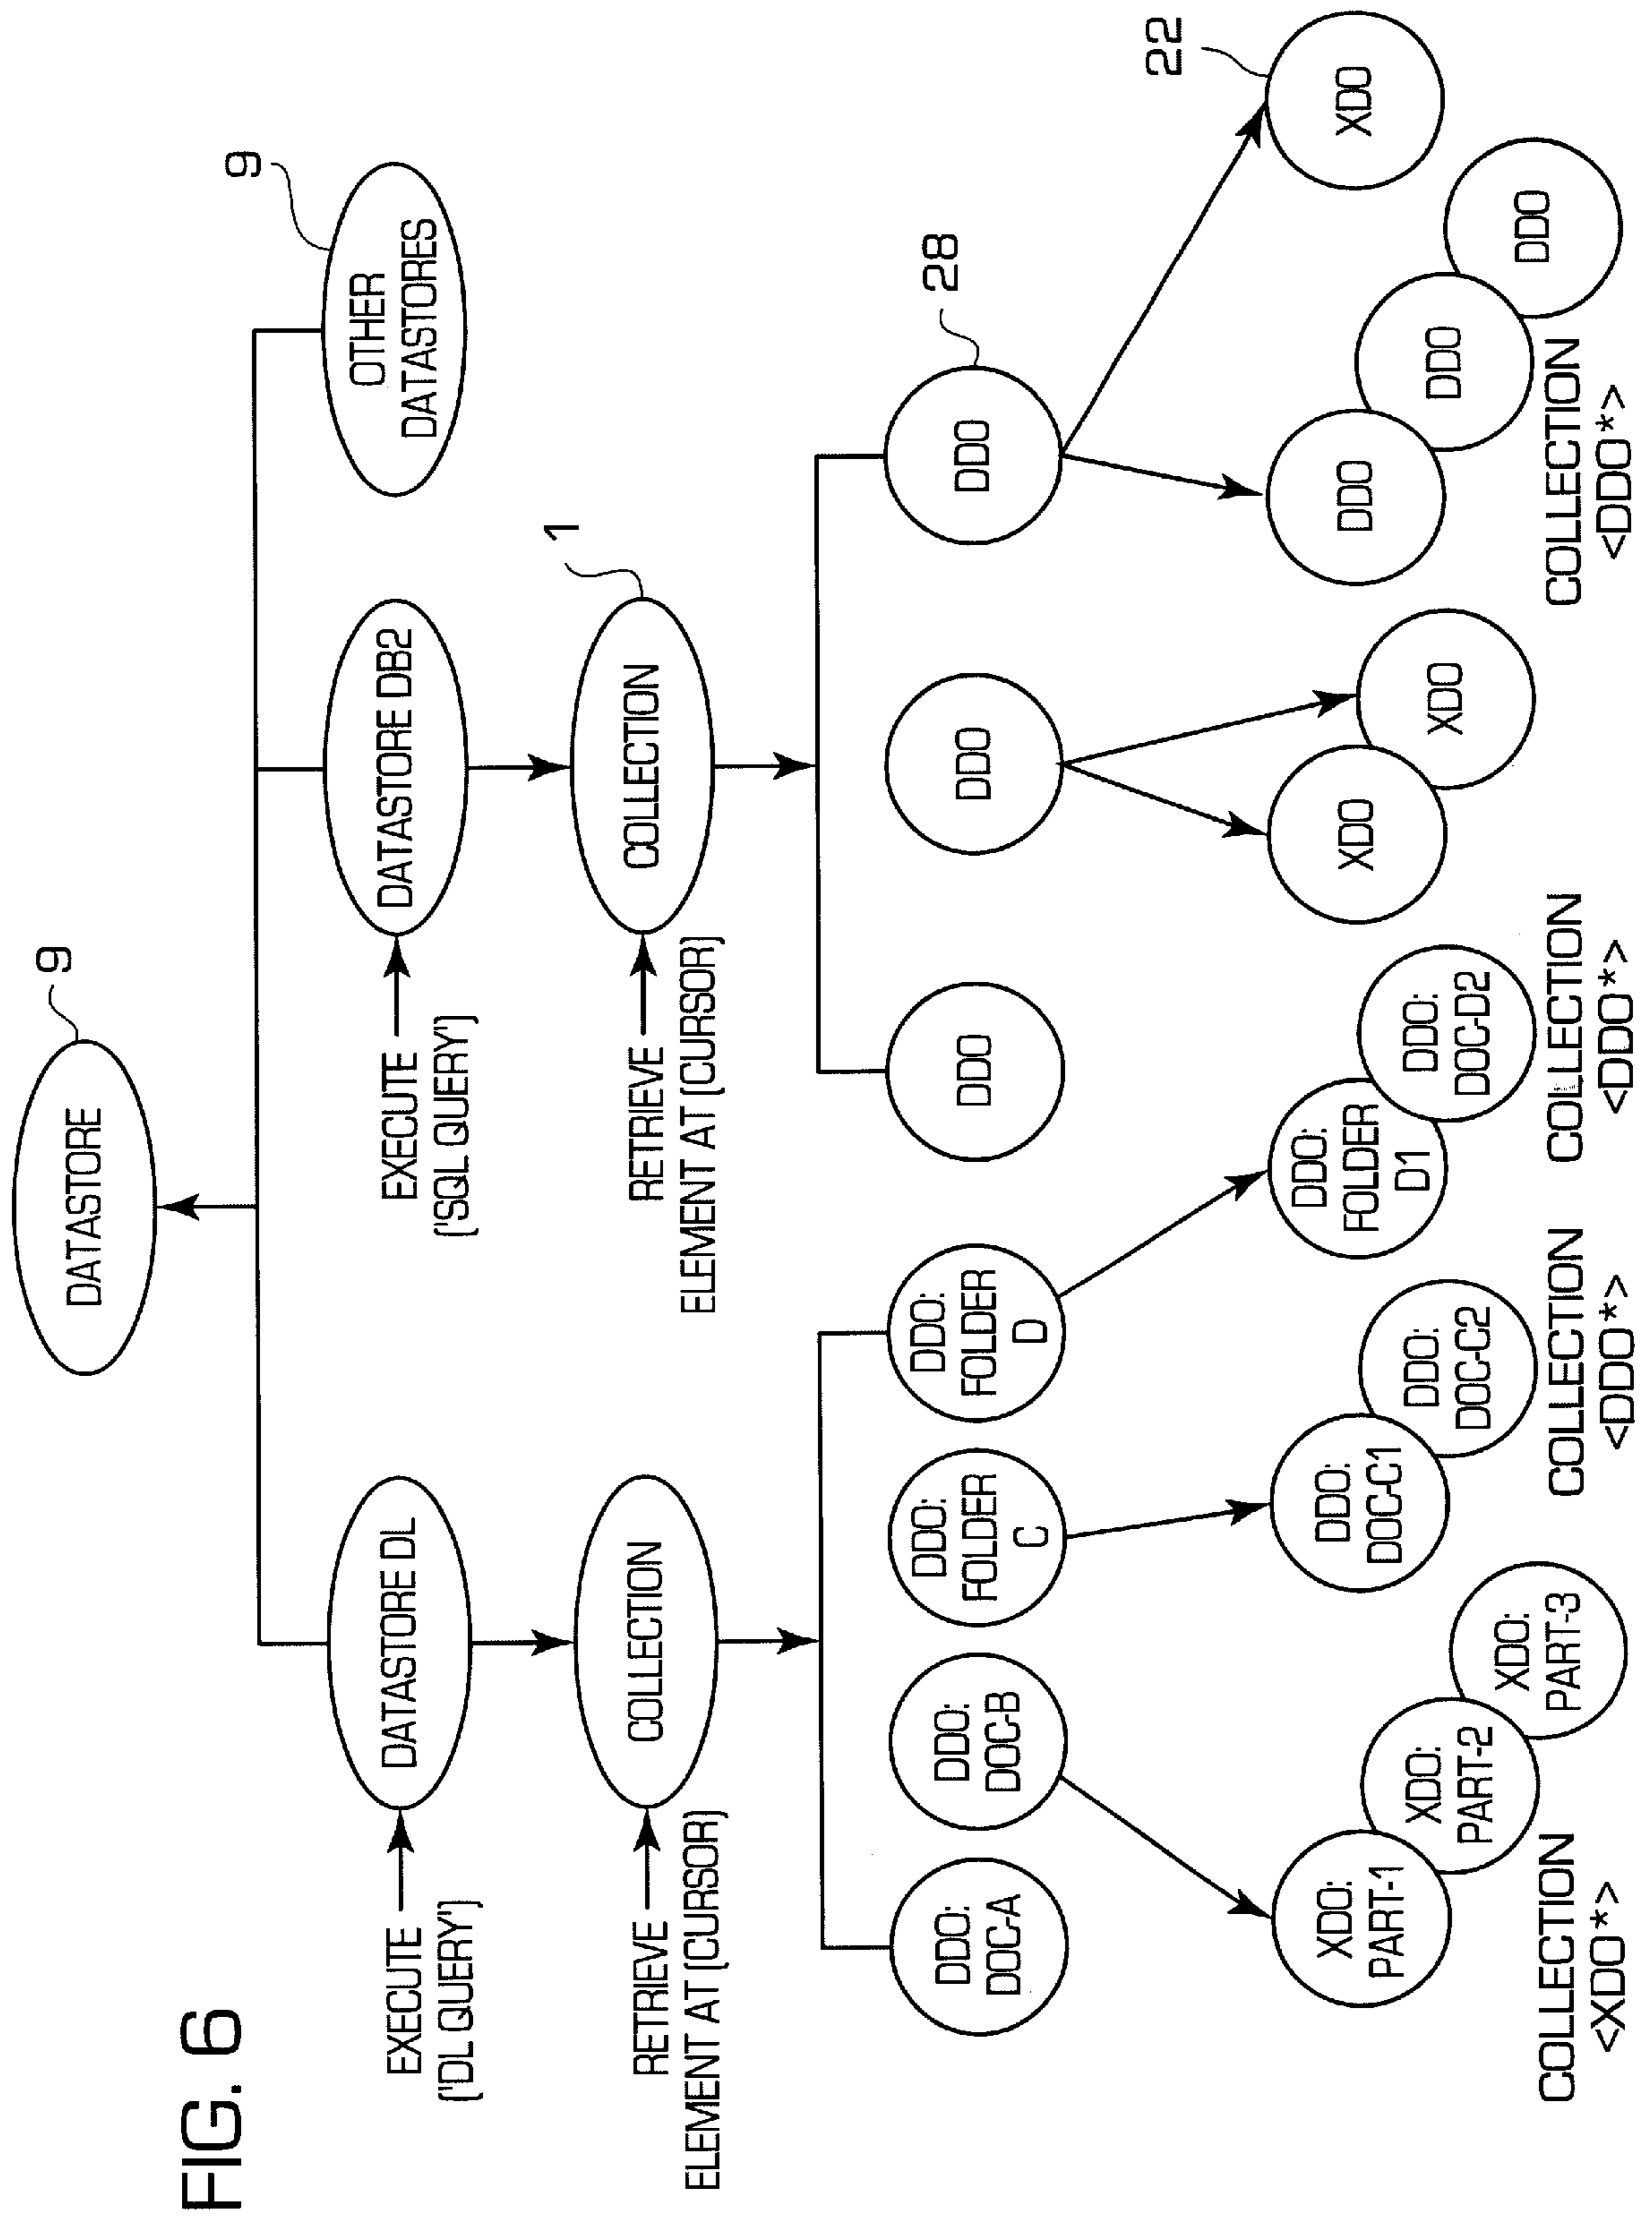 FIG. 6
DATASTORE
9
DATASTORE DL
DATASTORE DB2
OTHER
DATASTORES
9
EXECUTE
('DL QUERY')
EXECUTE
('SQL QUERY')
COLLECTION
COLLECTION
1
RETRIEVE
ELEMENT AT (CURSOR)
RETRIEVE
ELEMENT AT (CURSOR)
DDO:
DOC-A
DDO:
DOC-B
DDO:
FOLDER
C
DDO:
FOLDER
D
DDO
DDO
DDO
28
XDO:
PART-1
XDO:
PART-2
XDO:
PART-3
DDO:
DOC-C1
DDO:
DOC-C2
DDO:
FOLDER
D1
DDO:
DOC-D2
XDO
XDO
DDO
DDO
DDO
XDO
22
COLLECTION
<XDO*>
COLLECTION
<DDO*>
COLLECTION
<DDO*>
COLLECTION
<DDO*>